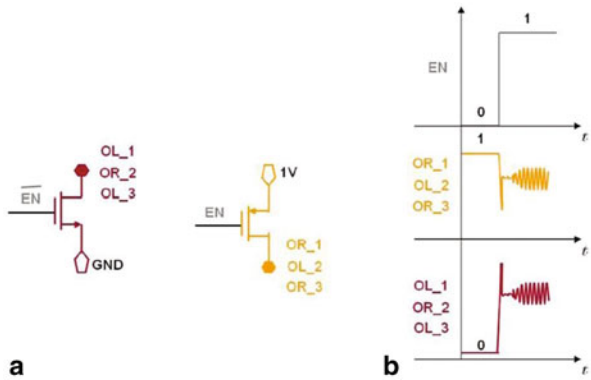 OL_1
OR_2
OL_3
EN
GND
1V
EN
OR_1
OL_2
OR_3
a
1
EN
0
t
1
OR_1
OL_2
OR_3
t
OL_1
OR_2
OL_3
0
t
b